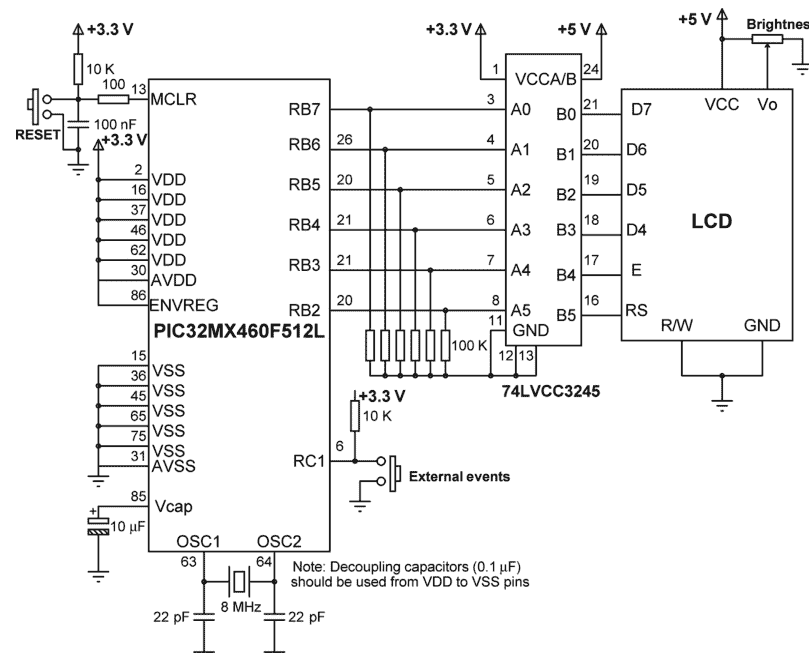 +5 V
+3.3 V
+3.3 V
+5 V
Brightnes
10 K
100
13
MCLR
RESET
100 nF
+3.3 V
1
VCCA/B
24
VCC
Vo
RB7
3
A0
B0
21
D7
RB6
26
4
A1
B1
20
D6
2
VDD
16
VDD
RB5
20
5
A2
B2
19
D5
37
VDD
46
VDD
RB4
21
6
A3
B3
18
D4
LCD
62
VDD
30
AVDD
RB3
21
7
A4
B4
17
E
86
ENVREG
RB2
20
8
A5
B5
16
RS
PIC32MX460F512L
11
GND
R/W
GND
100 K
12
13
74LVCC3245
15
VSS
36
VSS
45
VSS
65
VSS
75
VSS
31
AVSS
+3.3 V
10 K
RC1
6
External events
85
Vcap
+
10 µF
OSC1
OSC2
63
64
Note: Decoupling capacitors (0.1 µF)
should be used from VDD to VSS pins
8 MHz
22 pF
22 pF